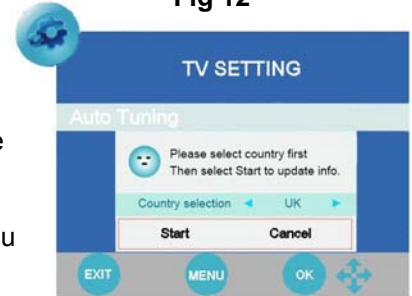 Fig 12
TV SETTING
Auto Tuning
Please select country first
Then select Start to update info.
Country selection UK
Start Cancel
EXIT MENU OK